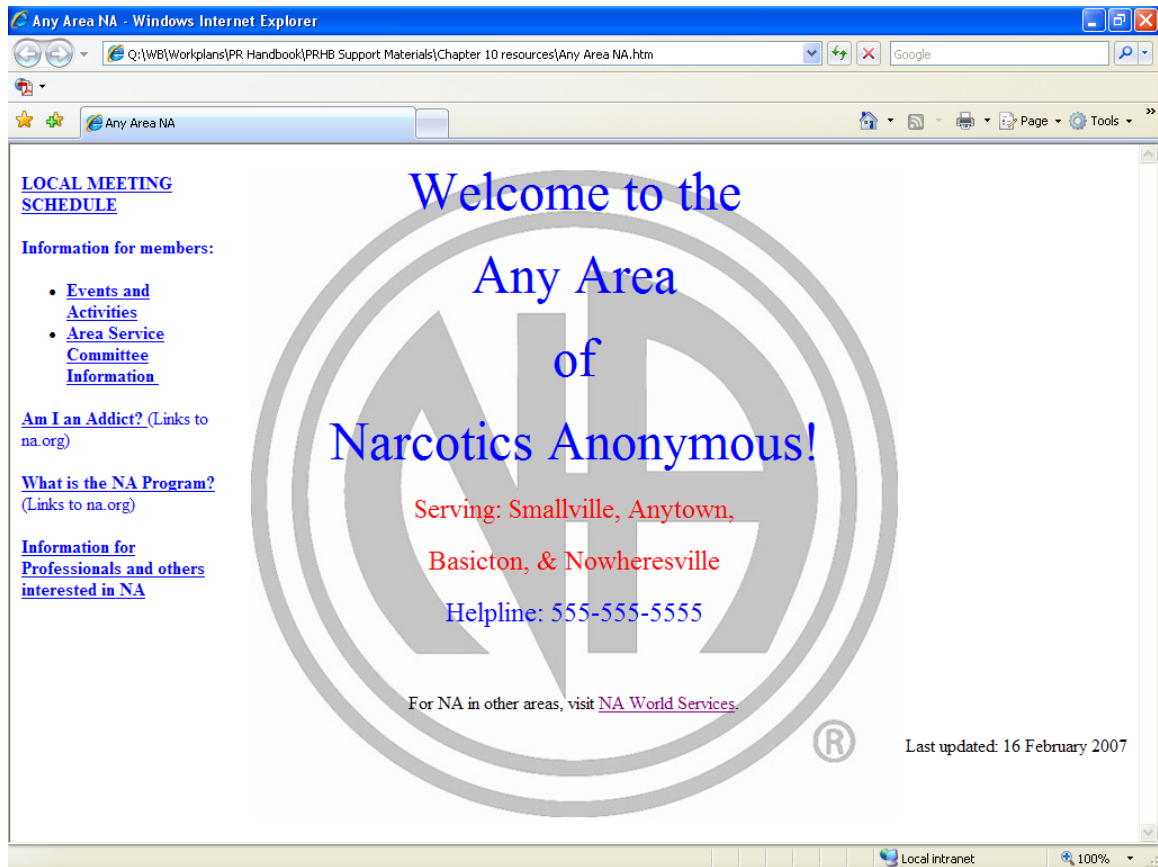 Any Area NA - Windows Internet Explorer
Q:\WB\Workplans\PR Handbook\PRHB Support Materials\Chapter 10 resources\Any Area NA.htm
Google
Any Area NA
Page
Tools
»
LOCAL MEETING
SCHEDULE
Information for members:
• Events and
Activities
• Area Service
Committee
Information
Am I an Addict? (Links to
na.org)
What is the NA Program?
(Links to na.org)
Information for
Professionals and others
interested in NA
Welcome to the
Any Area
of
Narcotics Anonymous!
Serving: Smallville, Anytown,
Basicton, & Nowheresville
Helpline: 555-555-5555
For NA in other areas, visit NA World Services.
NA
®
Last updated: 16 February 2007
Local intranet
100%